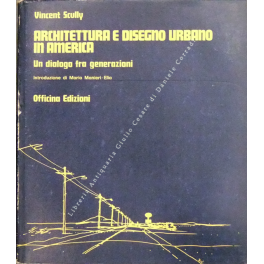 Vincent Scully
ARCHITETTURA E DISEGNO URBANO
IN AMERICA
Un dialogo fra generazioni
Introduzione di Mario Manieri Elia
Officina Edizioni
Libreria Antiquaria Giulio Cesare di Daniele Corradi